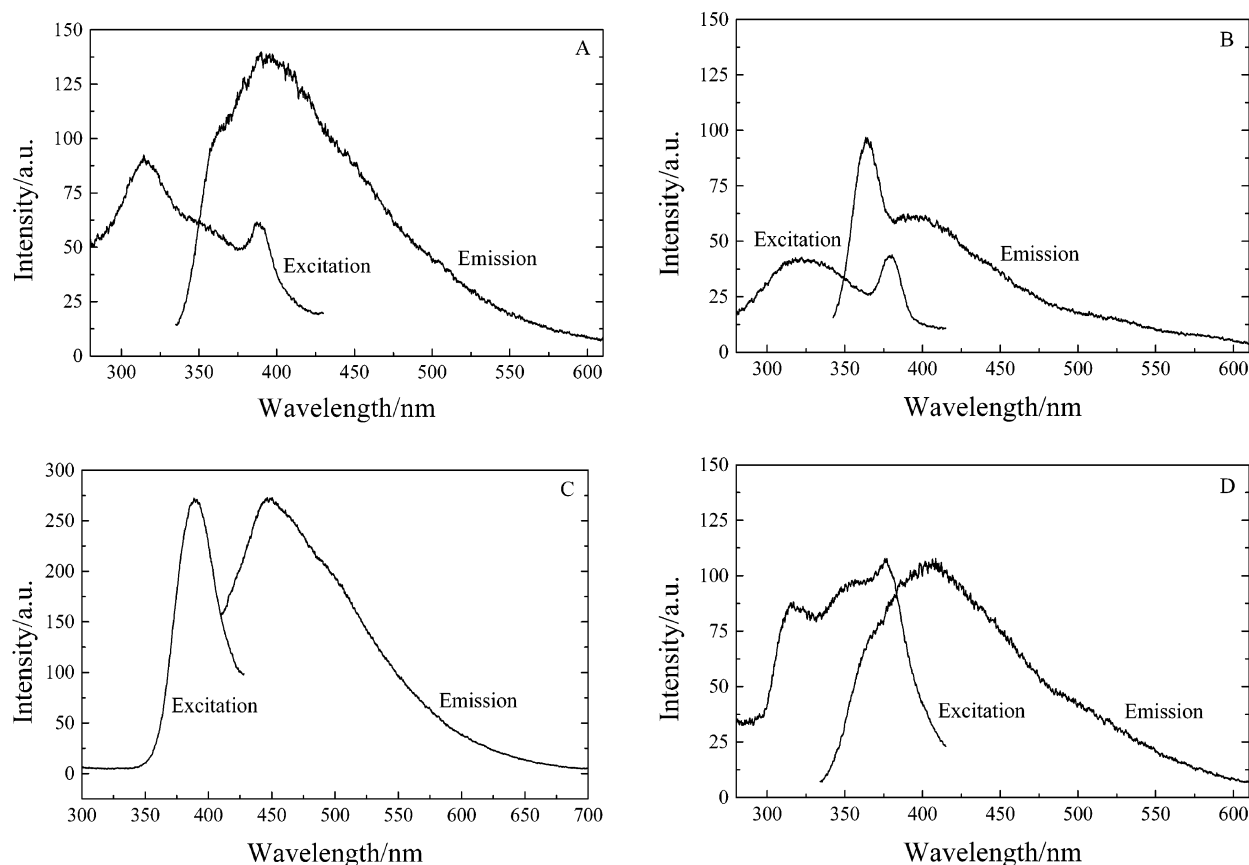 A
150
125
100
75
50
25
0
Intensity/a.u.
Excitation
Emission
300 350 400 450 500 550 600
Wavelength/nm
B
150
125
100
75
50
25
0
Intensity/a.u.
Excitation
Emission
300 350 400 450 500 550 600
Wavelength/nm
C
300
250
200
150
100
50
0
Intensity/a.u.
Excitation
Emission
300 350 400 450 500 550 600 650 700
Wavelength/nm
D
150
125
100
75
50
25
0
Intensity/a.u.
Excitation
Emission
300 350 400 450 500 550 600
Wavelength/nm